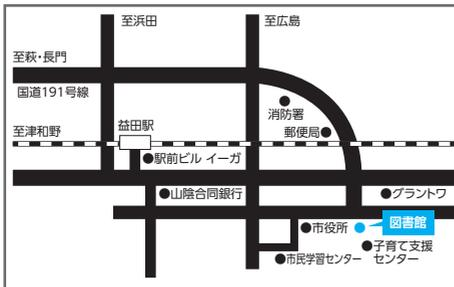 至浜田
至広島
至萩・長門
国道191号線
消防署
郵便局
至津和野
益田駅
駅前ビル イーガ
山陰合同銀行
グラントワ
図書館
市役所
子育て支援
センター
市民学習センター